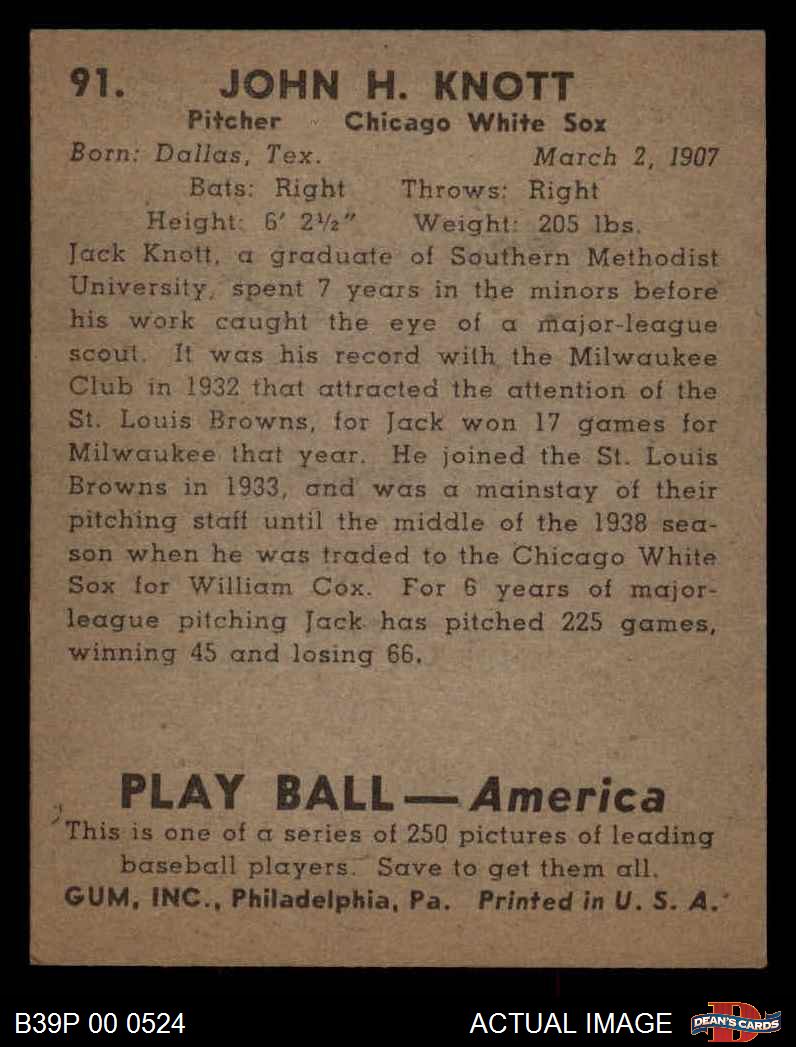 91. JOHN H. KNOTT
Pitcher Chicago White Sox
Born: Dallas, Tex. March 2, 1907
Bats: Right Throws: Right
Height: 6' 2½" Weight: 205 lbs.
Jack Knott, a graduate of Southern Methodist
University, spent 7 years in the minors before
his work caught the eye of a major-league
scout. It was his record with the Milwaukee
Club in 1932 that attracted the attention of the
St. Louis Browns, for Jack won 17 games for
Milwaukee that year. He joined the St. Louis
Browns in 1933, and was a mainstay of their
pitching staff until the middle of the 1938 sea-
son when he was traded to the Chicago White
Sox for William Cox. For 6 years of major-
league pitching Jack has pitched 225 games,
winning 45 and losing 66.
PLAY BALL—America
This is one of a series of 250 pictures of leading
baseball players. Save to get them all.
GUM, INC., Philadelphia, Pa. Printed in U. S. A.
B39P 00 0524 ACTUAL IMAGE D DEAN'S CARDS